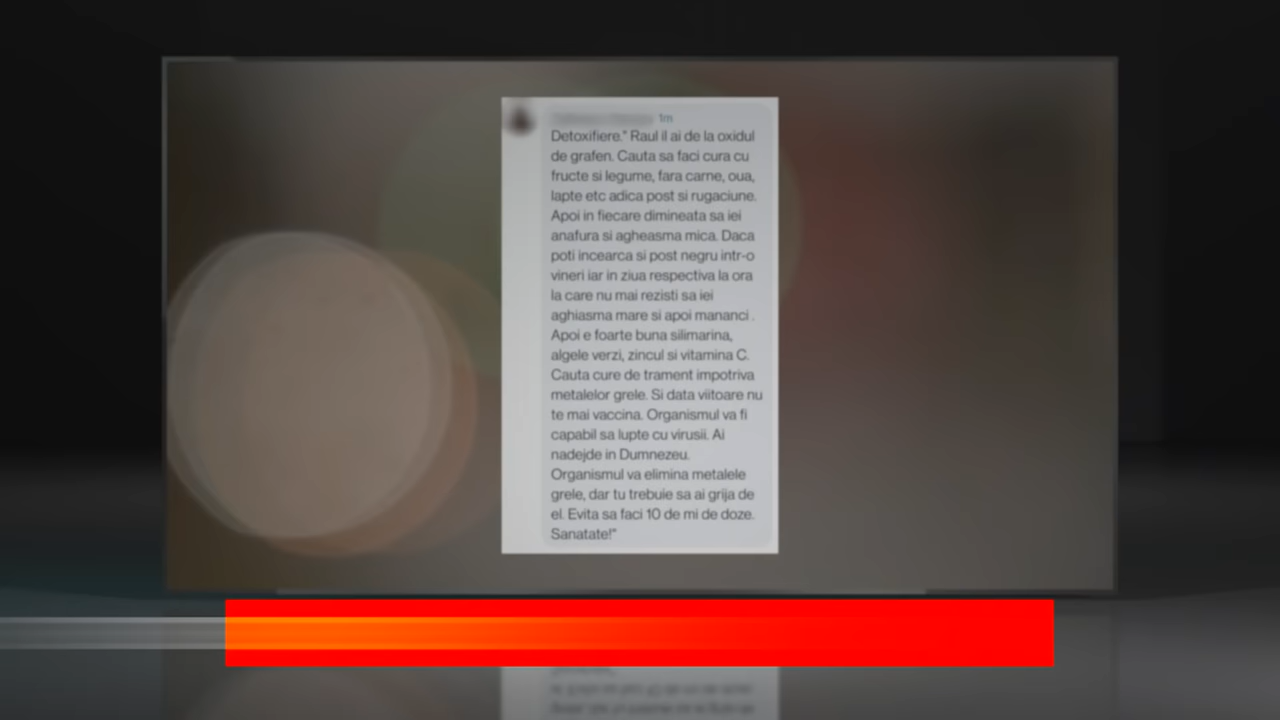 1m
Detoxifiere." Raul il ai de la oxidul
de grafen. Cauta sa faci cura cu
fructe si legume, fara carne, oua,
lapte etc adica post si rugaciune.
Apoi in fiecare dimineata sa iei
anafura si agheasma mica. Daca
poti incearca si post negru intr-o
vineri iar in ziua respectiva la ora
la care nu mai rezisti sa iei
aghiasma mare si apoi mananci .
Apoi e foarte buna silimarina,
algele verzi, zincul si vitamina C.
Cauta cure de trament impotriva
metalelor grele. Si data viitoare nu
te mai vaccina. Organismul va fi
capabil sa lupte cu virusii. Ai
nadejde in Dumnezeu.
Organismul va elimina metalele
grele, dar tu trebuie sa ai grija de
el. Evita sa faci 10 de mi de doze.
Sanatate!"